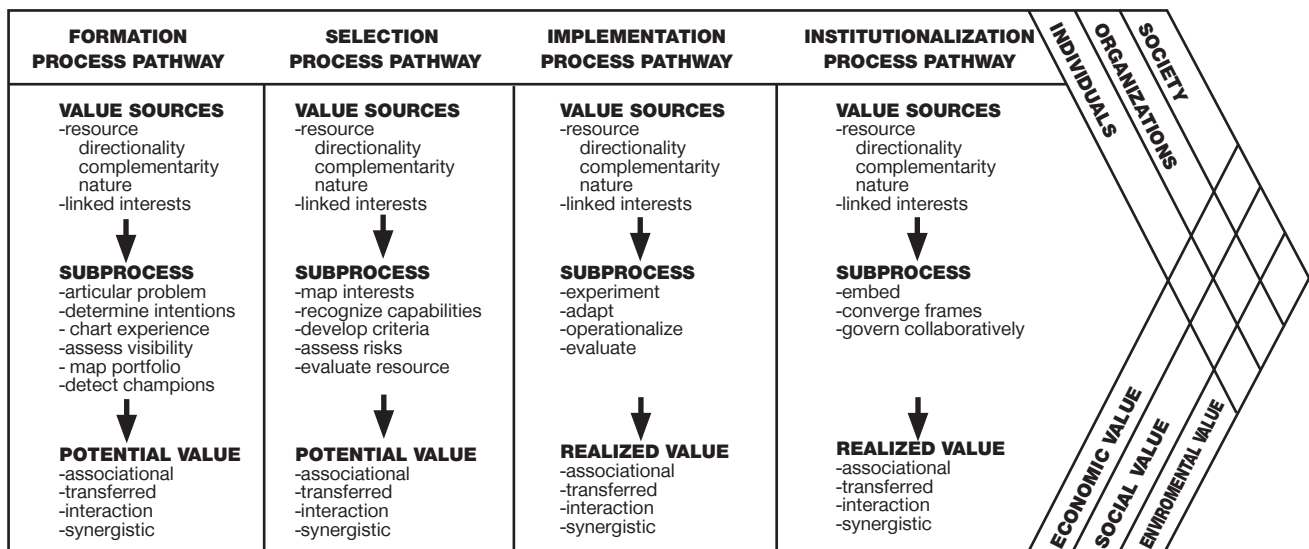 FORMATION
PROCESS PATHWAY
SELECTION
PROCESS PATHWAY
IMPLEMENTATION
PROCESS PATHWAY
INSTITUTIONALIZATION
PROCESS PATHWAY
INDIVIDUALS
ORGANIZATIONS
SOCIETY
VALUE SOURCES
-resource
directionality
complementarity
nature
-linked interests
SUBPROCESS
-articular problem
-determine intentions
- chart experience
-assess visibility
- map portfolio
-detect champions
POTENTIAL VALUE
-associational
-transferred
-interaction
-synergistic
VALUE SOURCES
-resource
directionality
complementarity
nature
-linked interests
SUBPROCESS
-map interests
-recognize capabilities
-develop criteria
-assess risks
-evaluate resource
POTENTIAL VALUE
-associational
-transferred
-interaction
-synergistic
VALUE SOURCES
-resource
directionality
complementarity
nature
-linked interests
SUBPROCESS
-experiment
-adapt
-operationalize
-evaluate
REALIZED VALUE
-associational
-transferred
-interaction
-synergistic
VALUE SOURCES
-resource
directionality
complementarity
nature
-linked interests
SUBPROCESS
-embed
-converge frames
-govern collaboratively
REALIZED VALUE
-associational
-transferred
-interaction
-synergistic
ECONOMIC VALUE
SOCIAL VALUE
ENVIROMENTAL VALUE